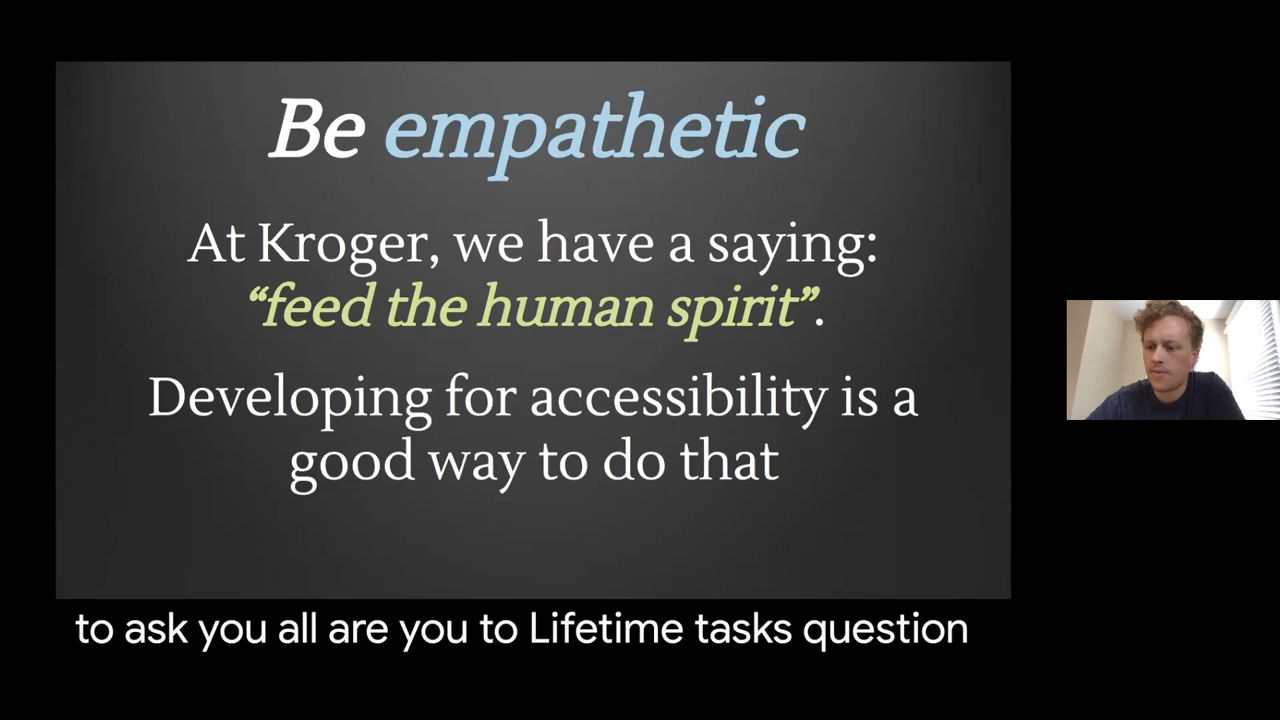 Be empathetic
At Kroger, we have a saying:
“feed the human spirit”.
Developing for accessibility is a
good way to do that
to ask you all are you to Lifetime tasks question